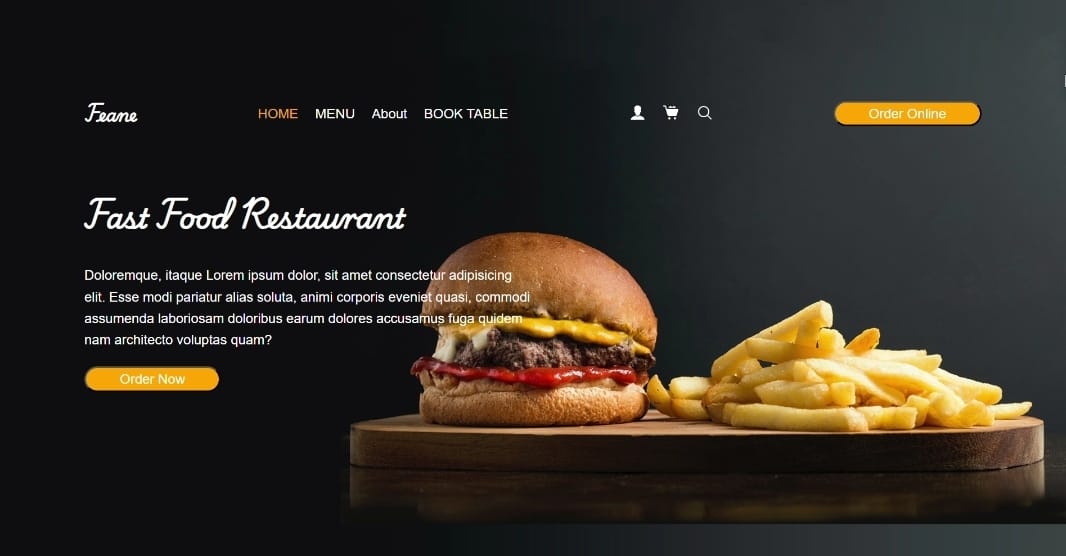 Feane
HOME MENU About BOOK TABLE
Order Online
Fast Food Restaurant
Doloremque, itaque Lorem ipsum dolor, sit amet consectetur adipisicing
elit. Esse modi pariatur alias soluta, animi corporis eveniet quasi, commodi
assumenda laboriosam doloribus earum dolores accusamus fuga quidem
nam architecto voluptas quam?
Order Now